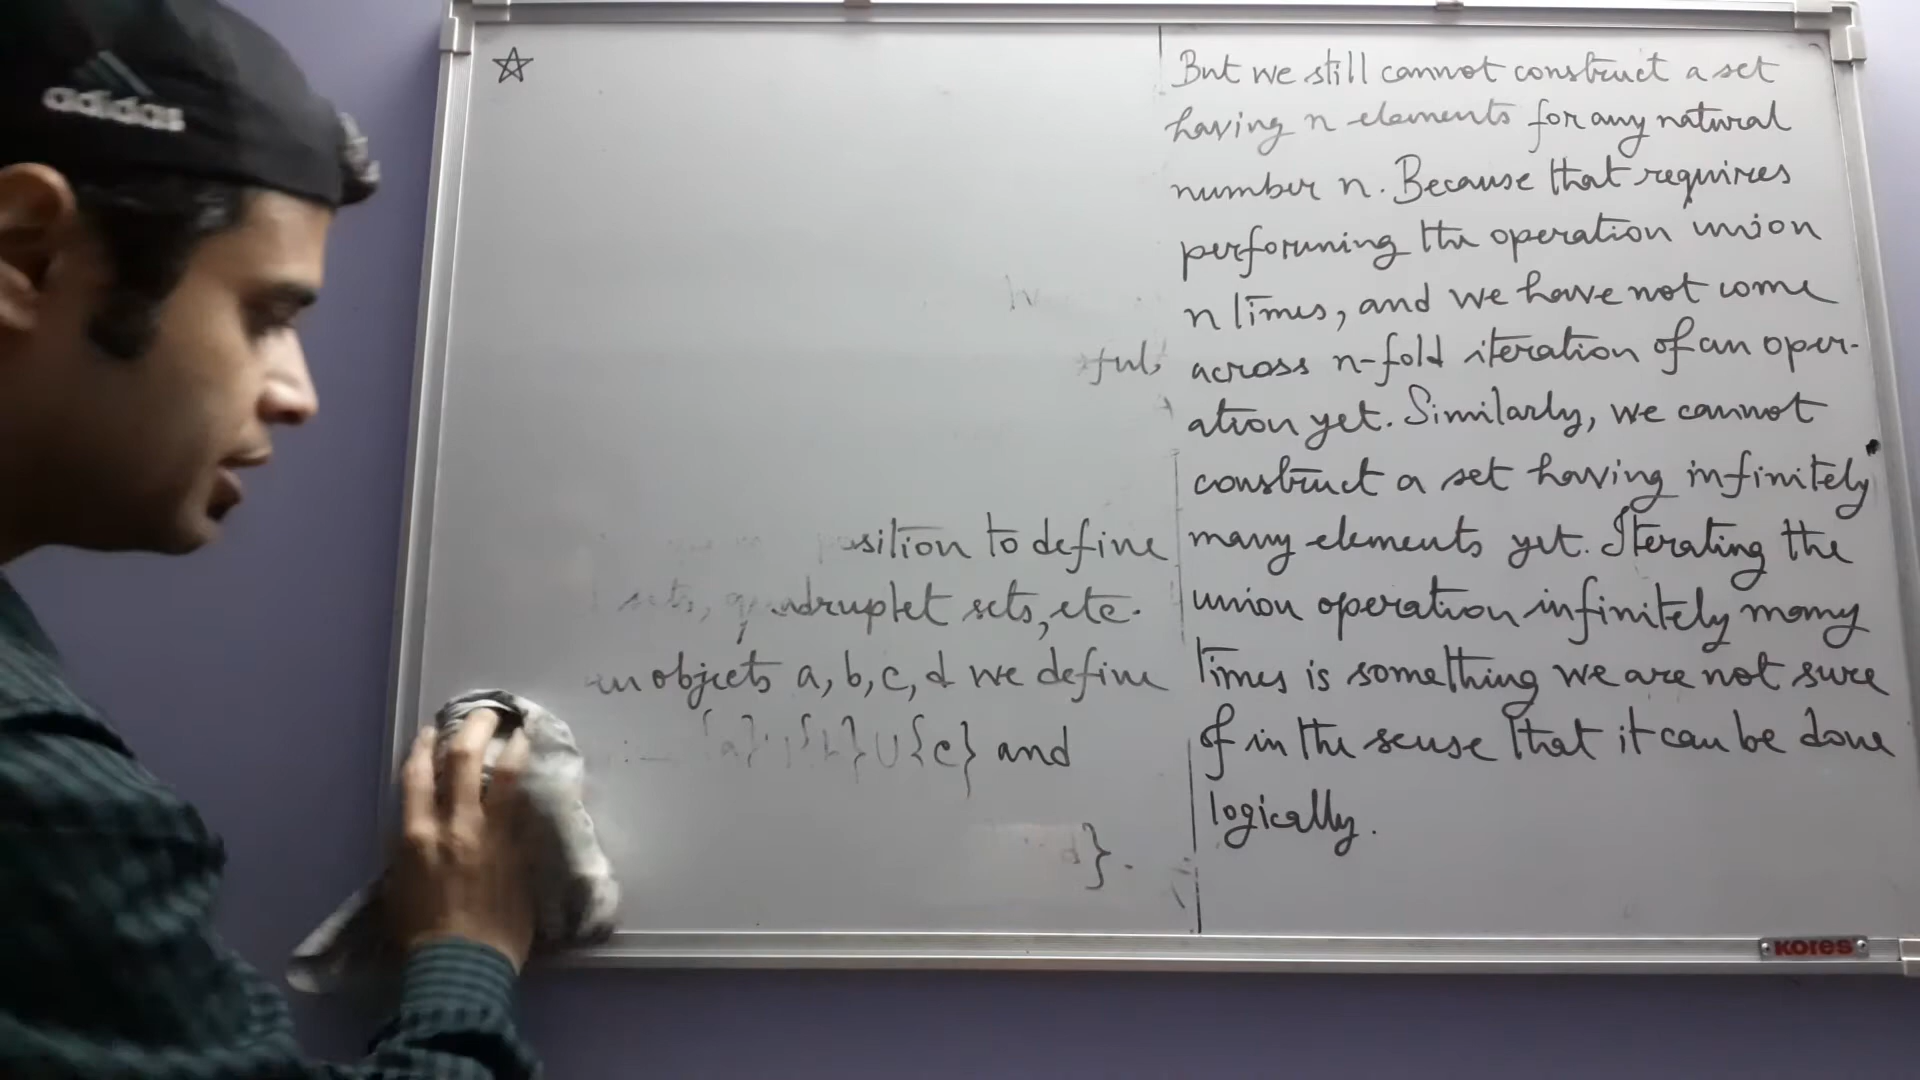 adidas
sition to define
sets, quadruplet sets, etc.
objects a, b, c, d we define
{a} {b} ∪ {c} and
d}.
But we still cannot construct a set
having n elements for any natural
number n. Because that requires
performing the operation union
n times, and we have not come
across n-fold iteration of an oper-
ation yet. Similarly, we cannot
construct a set having infinitely
many elements yet. Iterating the
union operation infinitely many
times is something we are not sure
of in the sense that it can be done
logically.
KORES